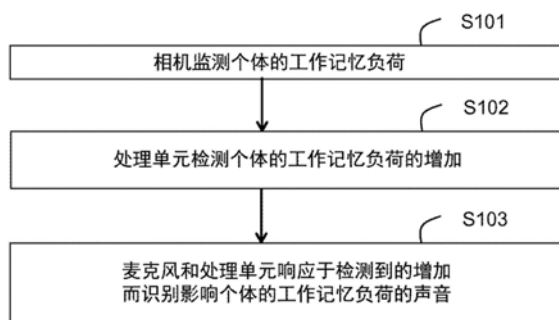 S101
相机监测个体的工作记忆负荷
S102
处理单元检测个体的工作记忆负荷的增加
S103
麦克风和处理单元响应于检测到的增加
而识别影响个体的工作记忆负荷的声音